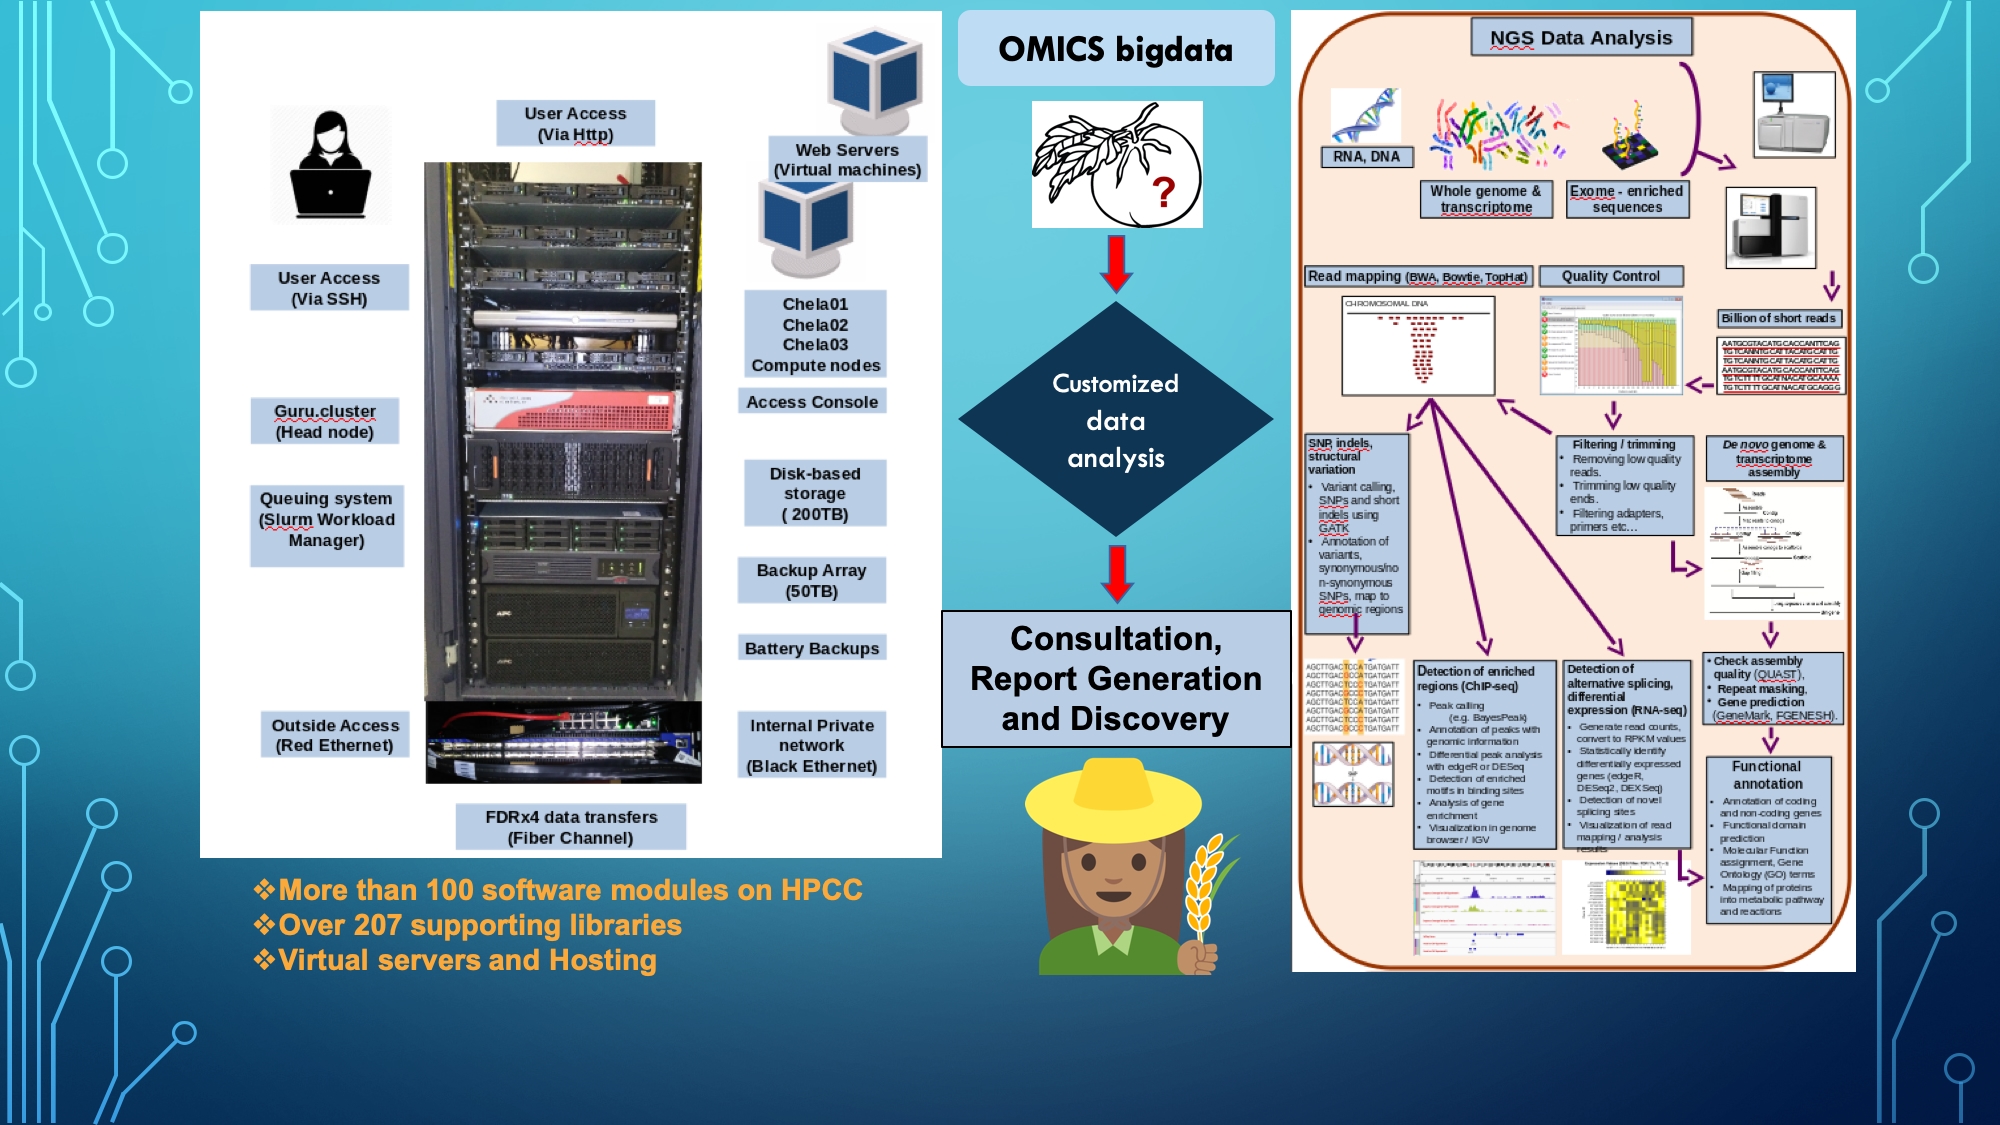 User Access
(Via Http)
Web Servers
(Virtual machines)
User Access
(Via SSH)
Chela01
Chela02
Chela03
Compute nodes
Access Console
Guru.cluster
(Head node)
Disk-based
storage
( 200TB)
Queuing system
(Slurm Workload
Manager)
Backup Array
(50TB)
Battery Backups
Outside Access
(Red Ethernet)
Internal Private
network
(Black Ethernet)
FDRx4 data transfers
(Fiber Channel)
❖More than 100 software modules on HPCC
❖Over 207 supporting libraries
❖Virtual servers and Hosting
OMICS bigdata
?
Customized
data
analysis
Consultation,
Report Generation
and Discovery
NGS Data Analysis
RNA, DNA
Whole genome &
transcriptome
Exome - enriched
sequences
Read mapping (BWA, Bowtie, TopHat)
Quality Control
CHROMOSOMAL DNA
Billion of short reads
AATGCGTACATGCACCANTTCAG
TGTCANNTGCATTACATGCATTG
TGTCANNTGCATTACATGCATTG
AATGCGTACATGCACCANTTCAG
TGTCTTTTGCATNACATGCAAAA
TGTCTTTTGCATNACATGCAGGG
SNP, indels,
structural
variation
• Variant calling,
SNPs and short
indels using
GATK
• Annotation of
variants,
synonymous/no
n-synonymous
SNPs, map to
genomic regions
Filtering / trimming
• Removing low quality
reads.
• Trimming low quality
ends.
• Filtering adapters,
primers etc...
De novo genome &
transcriptome
assembly
AGCTTGACTCCATGATGATT
AGCTTGACGCCATGATGATT
AGCTTGACTCCCTGATGATT
Detection of enriched
regions (ChIP-seq)
• Peak calling
(e.g. BayesPeak)
• Annotation of peaks with
genomic information
• Differential peak analysis
with edgeR or DESeq
• Detection of enriched
motifs in binding sites
• Analysis of gene
enrichment
• Visualization in genome
browser / IGV
Detection of
alternative splicing,
differential
expression (RNA-seq)
• Generate read counts,
convert to RPKM values
• Statistically identify
differentially expressed
genes (edgeR,
DESeq2, DEXSeq)
• Detection of novel
splicing sites
• Visualization of read
mapping / analysis
results
• Check assembly
quality (QUAST),
• Repeat masking,
• Gene prediction
(GeneMark, FGENESH).
Functional
annotation
• Annotation of coding
and non-coding genes
• Functional domain
prediction
• Molecular Function
assignment, Gene
Ontology (GO) terms
• Mapping of proteins
into metabolic pathway
and reactions